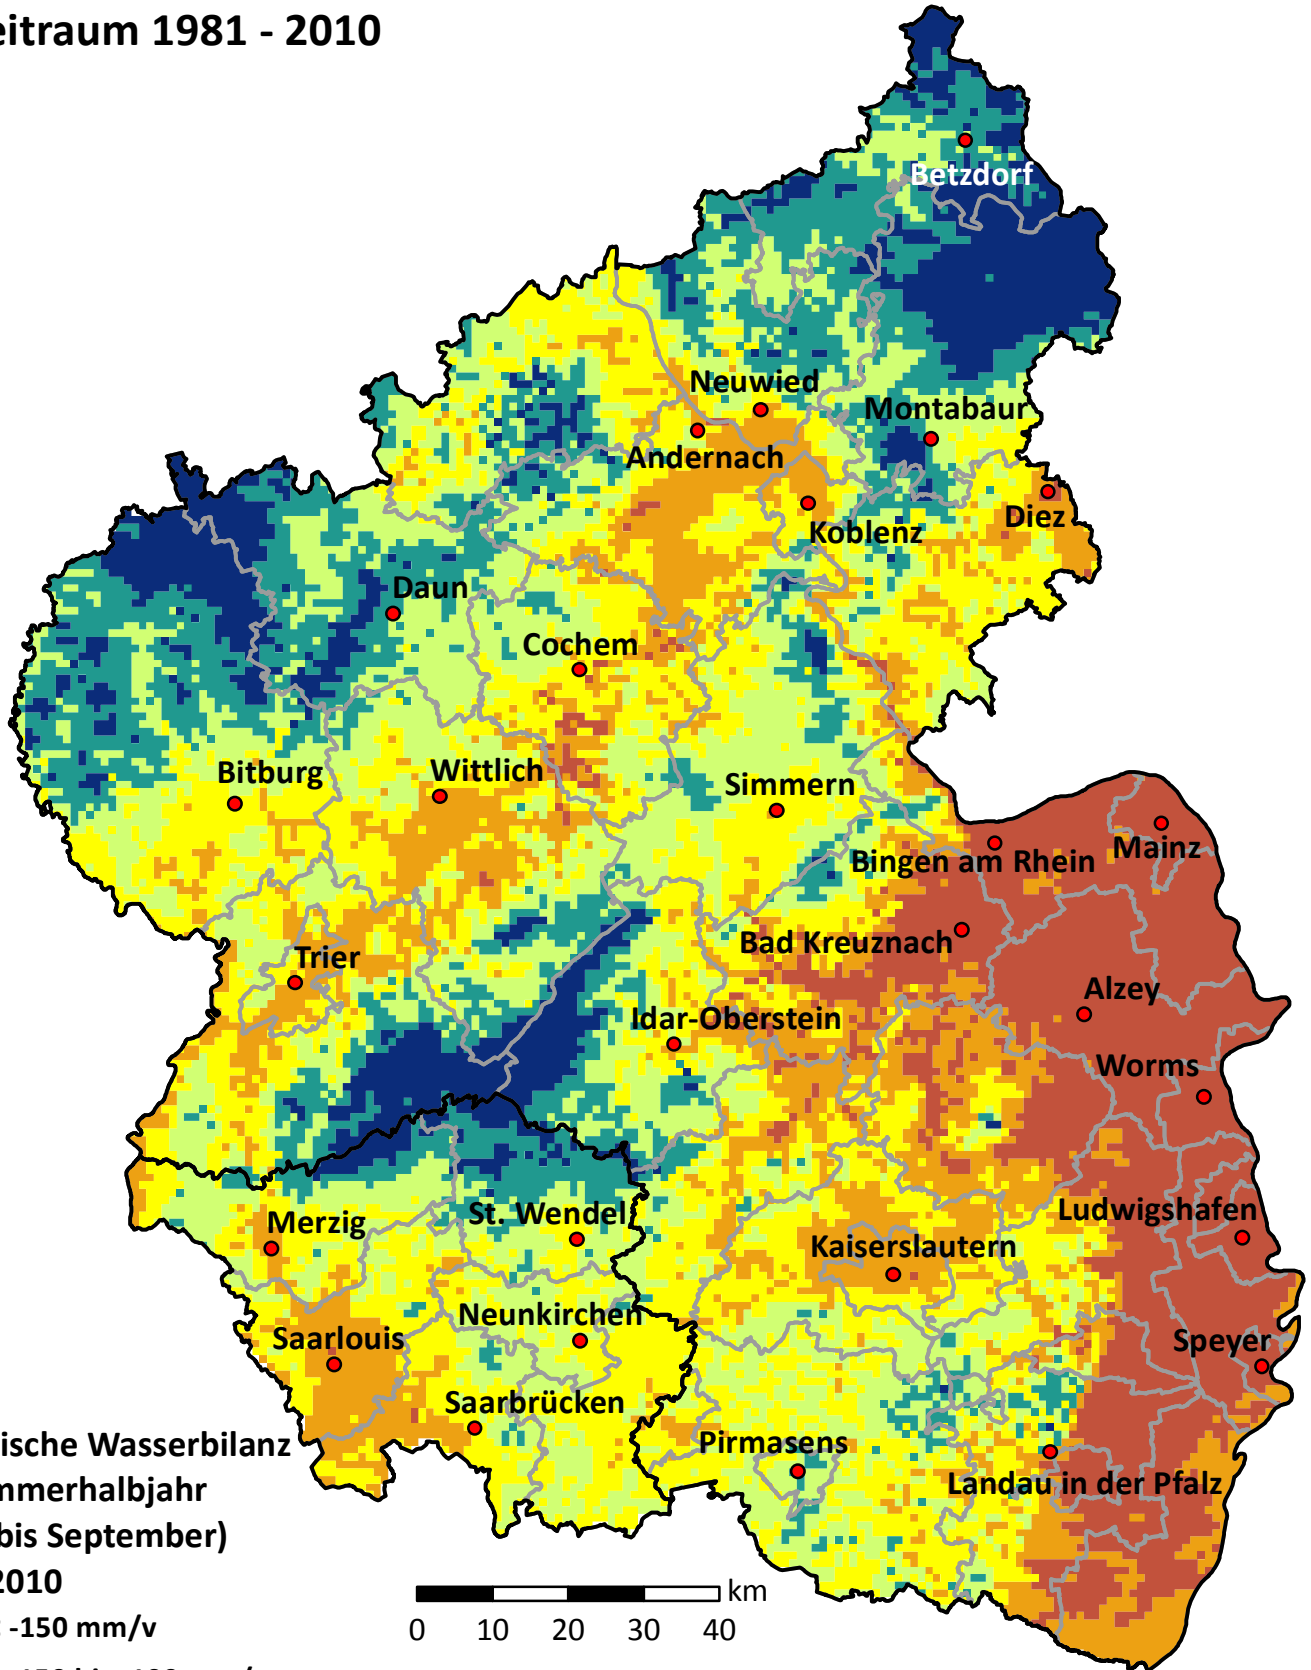 eitraum 1981 - 2010
Betzdorf
Neuwied
Montabaur
Andernach
Diez
Koblenz
Daun
Cochem
Bitburg
Wittlich
Simmern
Bingen am Rhein
Mainz
Bad Kreuznach
Trier
Alzey
Idar-Oberstein
Worms
Ludwigshafen
St. Wendel
Merzig
Kaiserslautern
Neunkirchen
Saarlouis
Speyer
Saarbrücken
Pirmasens
Landau in der Pfalz
ische Wasserbilanz
mmerhalbjahr
bis September)
2010
-150 mm/v
km
0 10 20 30 40